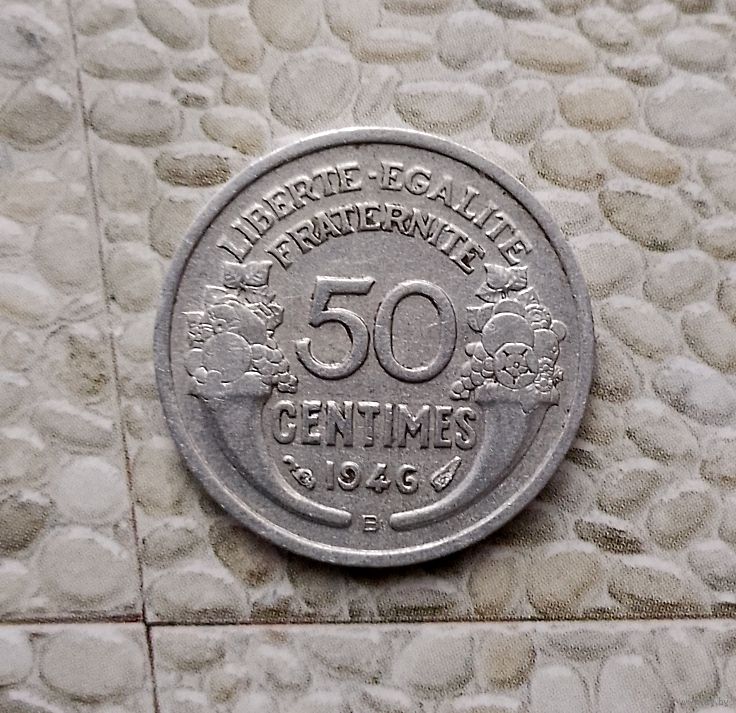 LIBERTE·EGALITE
FRATERNITE
50
CENTIMES
1946
B